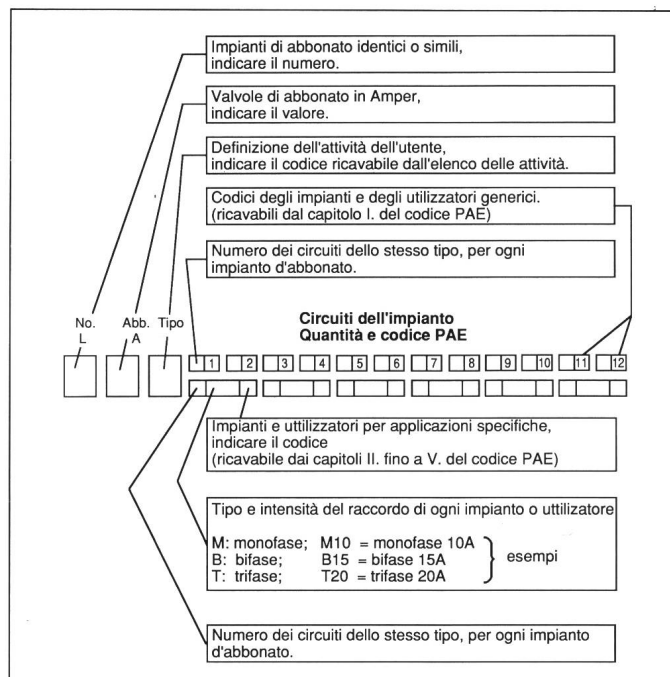 Impianti di abbonato identici o simili,
indicare il numero.
Valvole di abbonato in Amper,
indicare il valore.
Definizione dell'attività dell'utente,
indicare il codice ricavabile dall'elenco delle attività.
Codici degli impianti e degli utilizzatori generici.
(ricavabili dal capitolo I. del codice PAE)
Numero dei circuiti dello stesso tipo, per ogni
impianto d'abbonato.
No. Abb. Tipo Circuiti dell'impianto
L A Quantità e codice PAE
1 2 3 4 5 6 7 8 9 10 11 12
Impianti e uttilizzatori per applicazioni specifiche,
indicare il codice
(ricavabile dai capitoli II. fino a V. del codice PAE)
Tipo e intensità del raccordo di ogni impianto o uttilizatore
M: monofase; M10 = monofase 10A
B: bifase; B15 = bifase 15A esempi
T: trifase; T20 = trifase 20A
Numero dei circuiti dello stesso tipo, per ogni impianto
d'abbonato.